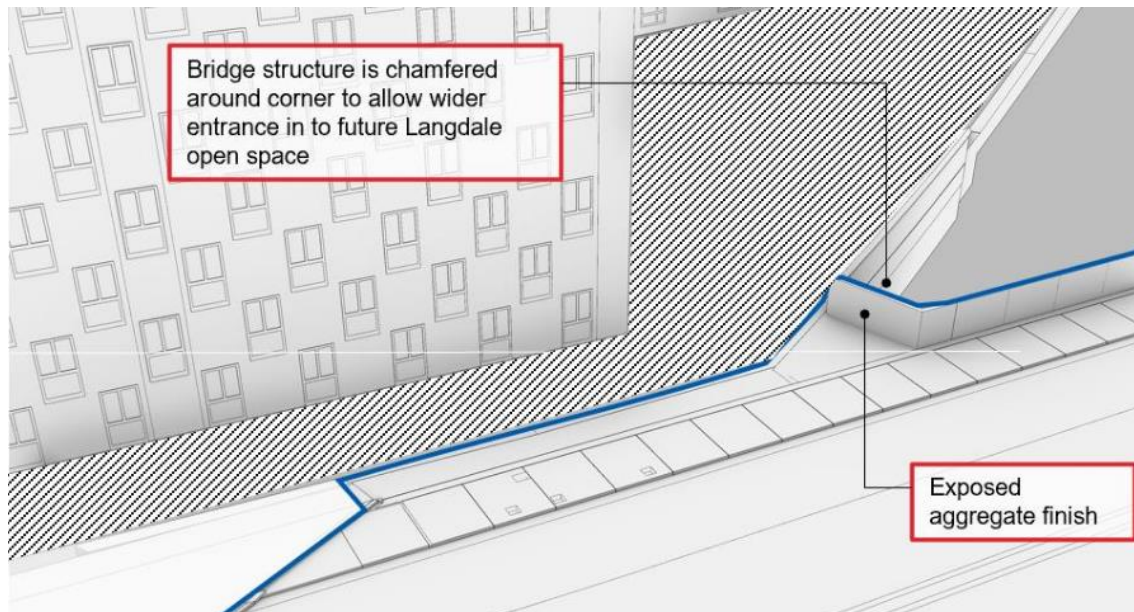 Bridge structure is chamfered
around corner to allow wider
entrance in to future Langdale
open space
Exposed
aggregate finish